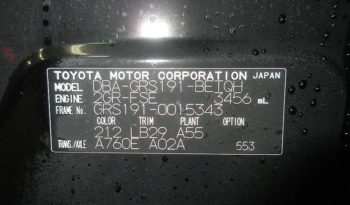 TOYOTA MOTOR CORPORATION JAPAN
MODEL DBA-GRS191-BETQH
ENGINE 2GR-FSE 3456 mL
FRAME No. GRS191-0015343
COLOR TRIM PLANT OPTION
212 LB29 A55
TRANS./AXLE A760E A02A 553